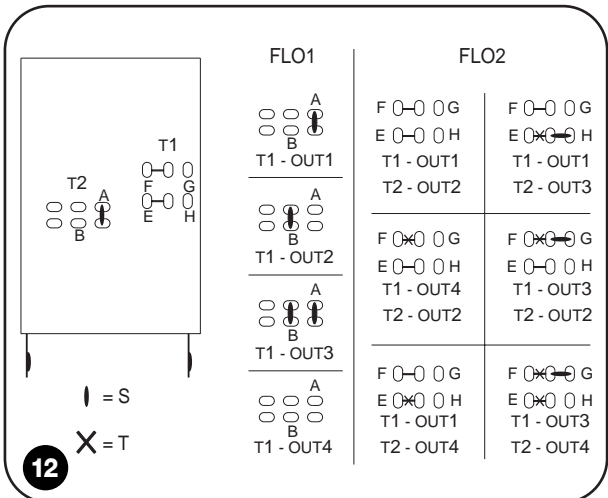 FLO1
FLO2
T1
F G
E H
T2
A
B
= S
= T
12
A
B
T1 - OUT1
A
B
T1 - OUT2
A
B
T1 - OUT3
A
B
T1 - OUT4
F G
E H
T1 - OUT1
T2 - OUT2
F G
E H
T1 - OUT1
T2 - OUT3
F G
E H
T1 - OUT4
T2 - OUT2
F G
E H
T1 - OUT3
T2 - OUT2
F G
E H
T1 - OUT1
T2 - OUT4
F G
E H
T1 - OUT3
T2 - OUT4